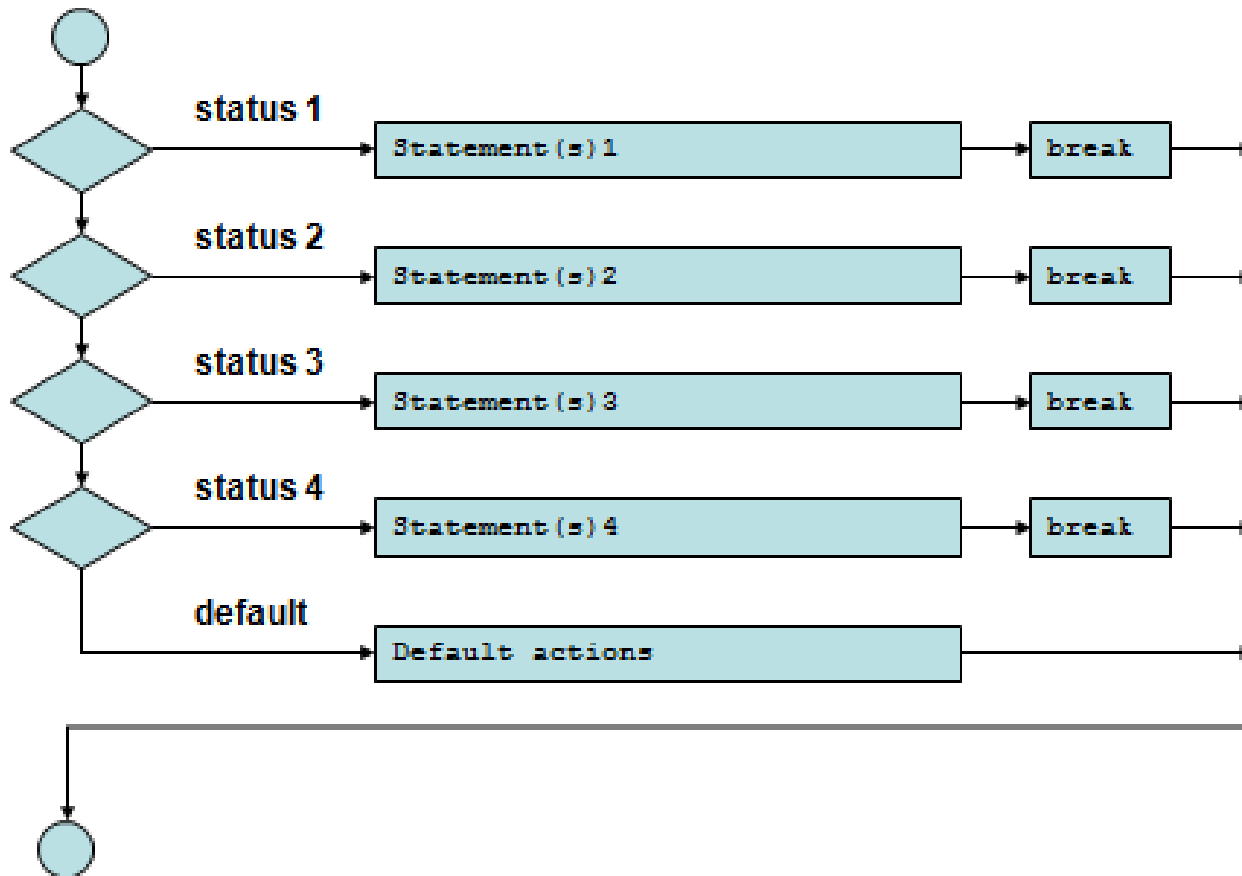 status 1
Statement(s)1
break
status 2
Statement(s)2
break
status 3
Statement(s)3
break
status 4
Statement(s)4
break
default
Default actions